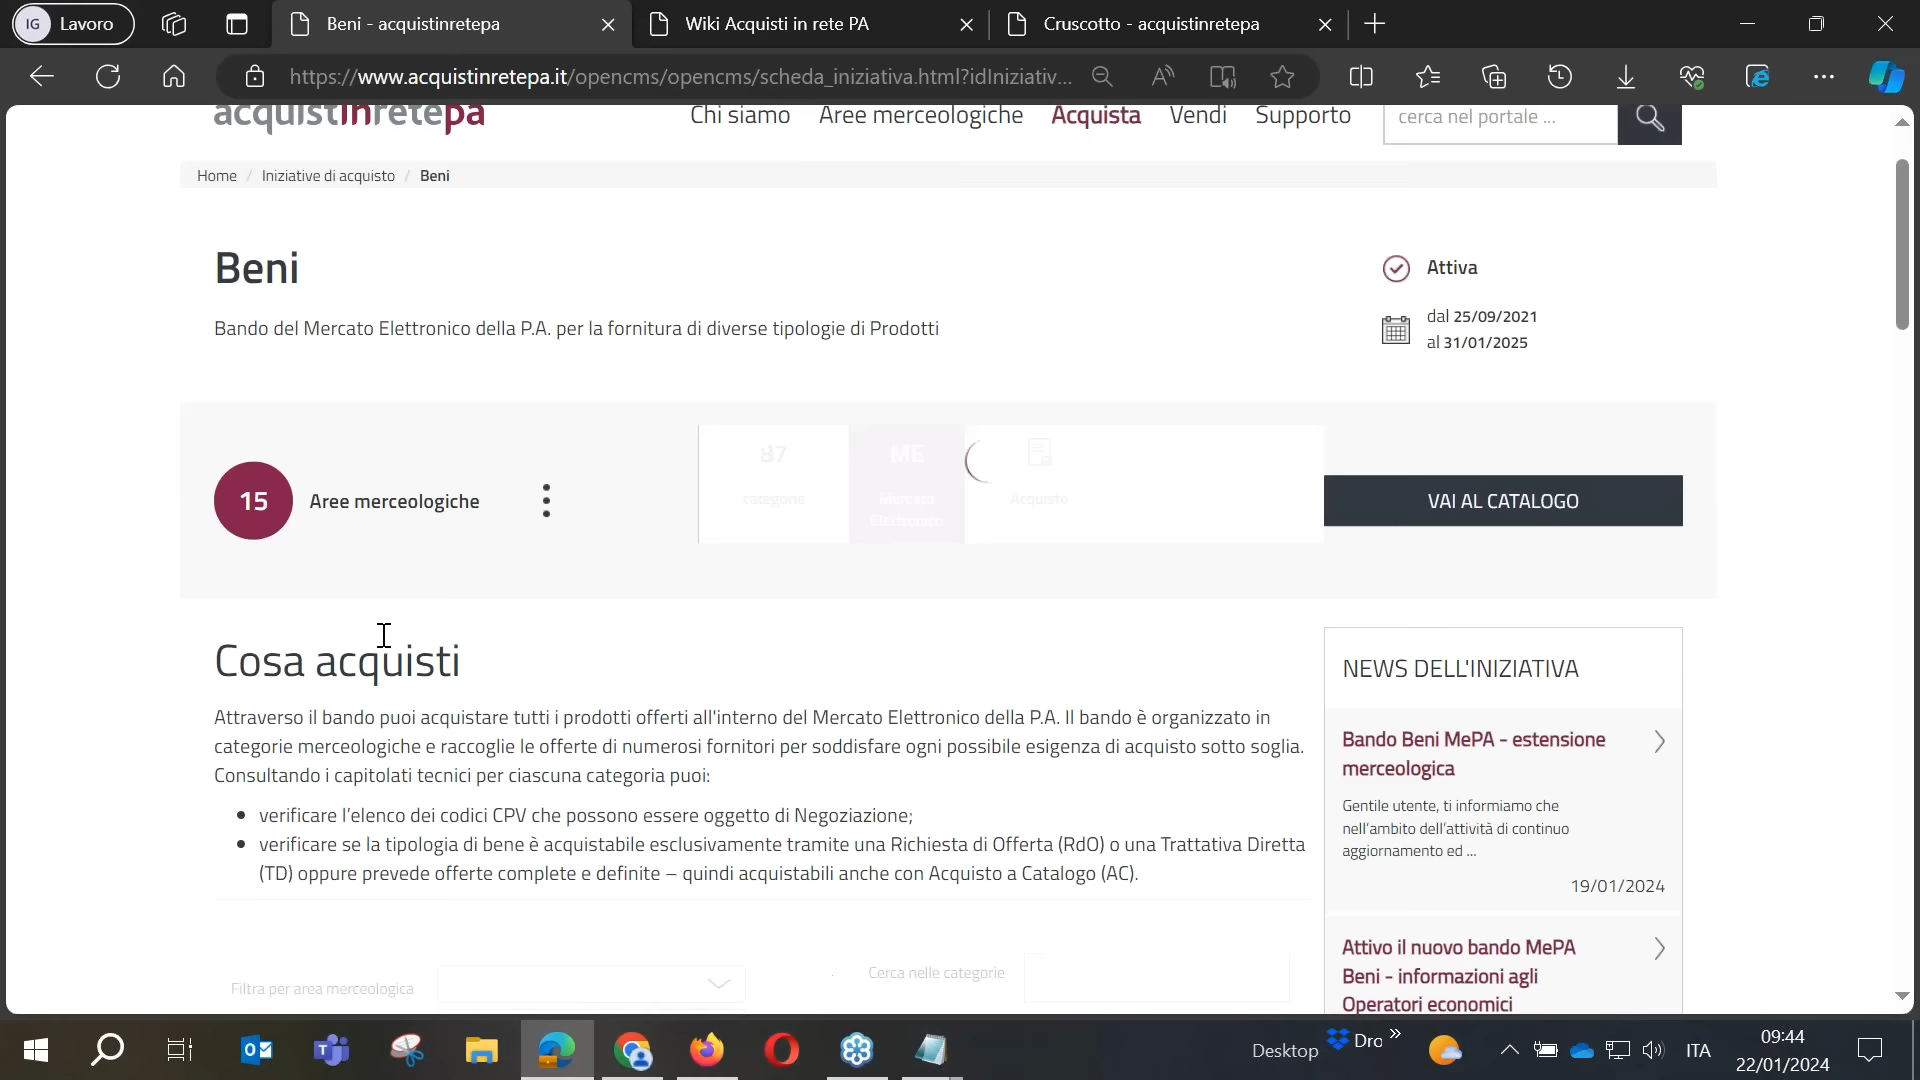 IG Lavoro
Beni - acquistinretepa
Wiki Acquisti in rete PA
Cruscotto - acquistinretepa
https://www.acquistinretepa.it/opencms/opencms/scheda_iniziativa.html?idIniziativ...
acquistinretepa
Chi siamo Aree merceologiche Acquista Vendi Supporto
cerca nel portale ...
Home / Iniziative di acquisto / Beni
Beni
Attiva
Bando del Mercato Elettronico della P.A. per la fornitura di diverse tipologie di Prodotti
dal 25/09/2021
al 31/01/2025
15 Aree merceologiche
37
categorie
ME
Mercato
Elettronico
Acquisto
VAI AL CATALOGO
Cosa acquisti
Attraverso il bando puoi acquistare tutti i prodotti offerti all'interno del Mercato Elettronico della P.A. Il bando è organizzato in
categorie merceologiche e raccoglie le offerte di numerosi fornitori per soddisfare ogni possibile esigenza di acquisto sotto soglia.
Consultando i capitolati tecnici per ciascuna categoria puoi:
• verificare l'elenco dei codici CPV che possono essere oggetto di Negoziazione;
• verificare se la tipologia di bene è acquistabile esclusivamente tramite una Richiesta di Offerta (RdO) o una Trattativa Diretta
(TD) oppure prevede offerte complete e definite – quindi acquistabili anche con Acquisto a Catalogo (AC).
Filtra per area merceologica
Cerca nelle categorie
NEWS DELL'INIZIATIVA
Bando Beni MePA - estensione
merceologica
Gentile utente, ti informiamo che
nell'ambito dell'attività di continuo
aggiornamento ed ...
19/01/2024
Attivo il nuovo bando MePA
Beni - informazioni agli
Operatori economici
Desktop
Dro
ITA
09:44
22/01/2024